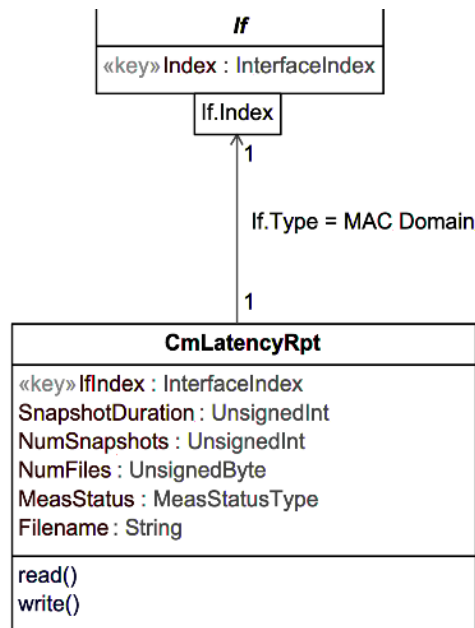 If
«key» Index : InterfaceIndex
If.Index
1
If.Type = MAC Domain
1
CmLatencyRpt
«key» IfIndex : InterfaceIndex
SnapshotDuration : UnsignedInt
NumSnapshots : UnsignedInt
NumFiles : UnsignedByte
MeasStatus : MeasStatusType
Filename : String
read()
write()